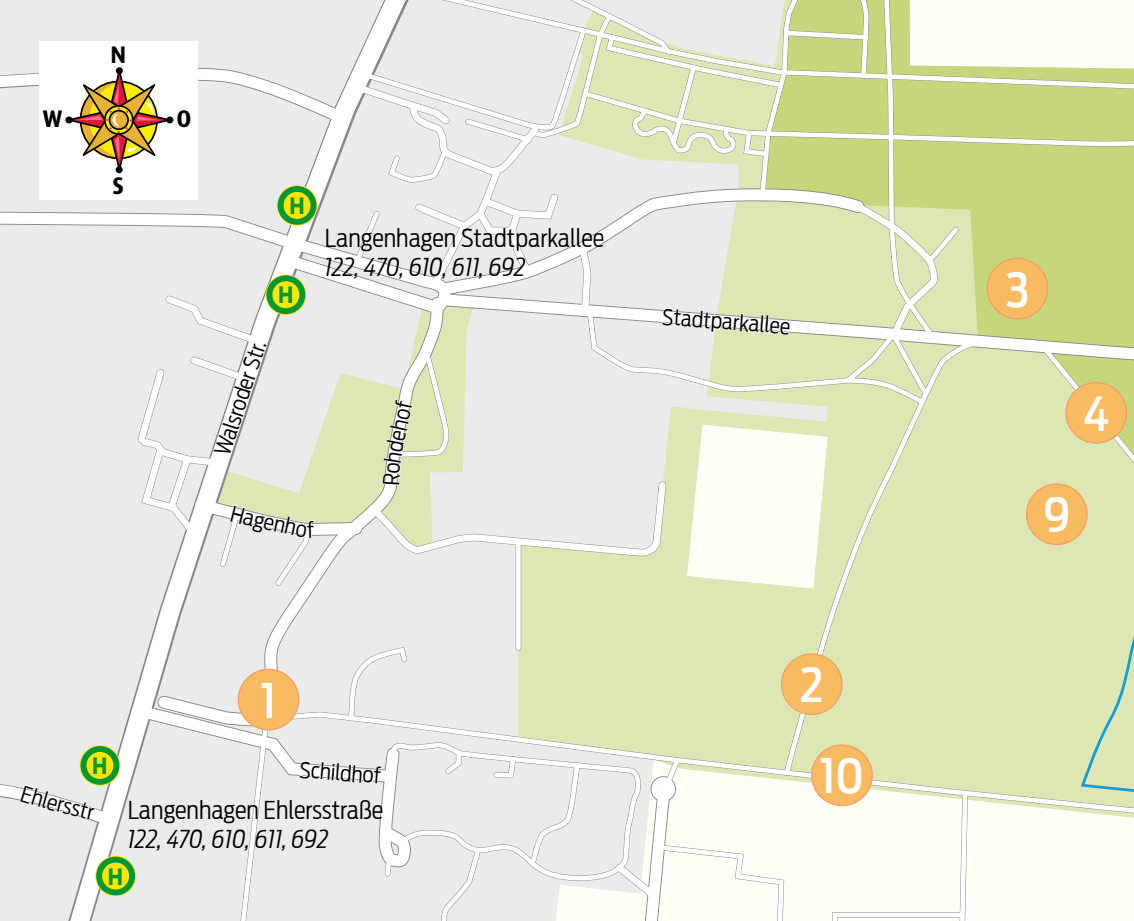 N
W
O
S
H
Langenhagen Stadtparkallee
122, 470, 610, 611, 692
H
3
Stadtparkallee
Walsroder Str.
Rohdehof
4
9
Hagenhof
1
2
H
Schildhof
10
Ehlersstr
Langenhagen Ehlersstraße
122, 470, 610, 611, 692
H